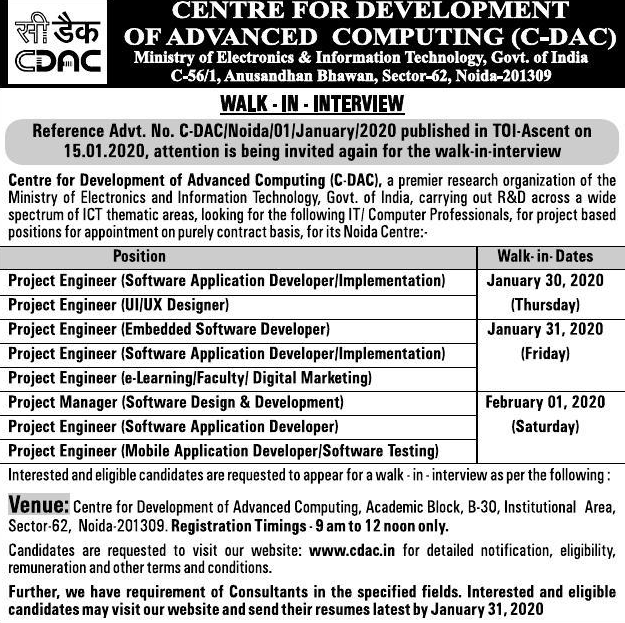 सी डैक
CDAC
CENTRE FOR DEVELOPMENT
OF ADVANCED COMPUTING (C-DAC)
Ministry of Electronics & Information Technology, Govt. of India
C-56/1, Anusandhan Bhawan, Sector-62, Noida-201309
WALK - IN - INTERVIEW
Reference Advt. No. C-DAC/Noida/01/January/2020 published in TOI-Ascent on
15.01.2020, attention is being invited again for the walk-in-interview
Centre for Development of Advanced Computing (C-DAC), a premier research organization of the
Ministry of Electronics and Information Technology, Govt. of India, carrying out R&D across a wide
spectrum of ICT thematic areas, looking for the following IT/ Computer Professionals, for project based
positions for appointment on purely contract basis, for its Noida Centre:-
Position Walk- in- Dates
Project Engineer (Software Application Developer/Implementation) January 30, 2020
Project Engineer (UI/UX Designer) (Thursday)
Project Engineer (Embedded Software Developer) January 31, 2020
Project Engineer (Software Application Developer/Implementation) (Friday)
Project Engineer (e-Learning/Faculty/ Digital Marketing)
Project Manager (Software Design & Development) February 01, 2020
Project Engineer (Software Application Developer) (Saturday)
Project Engineer (Mobile Application Developer/Software Testing)
Interested and eligible candidates are requested to appear for a walk - in - interview as per the following :
Venue: Centre for Development of Advanced Computing, Academic Block, B-30, Institutional Area,
Sector-62, Noida-201309. Registration Timings - 9 am to 12 noon only.
Candidates are requested to visit our website: www.cdac.in for detailed notification, eligibility,
remuneration and other terms and conditions.
Further, we have requirement of Consultants in the specified fields. Interested and eligible
candidates may visit our website and send their resumes latest by January 31, 2020